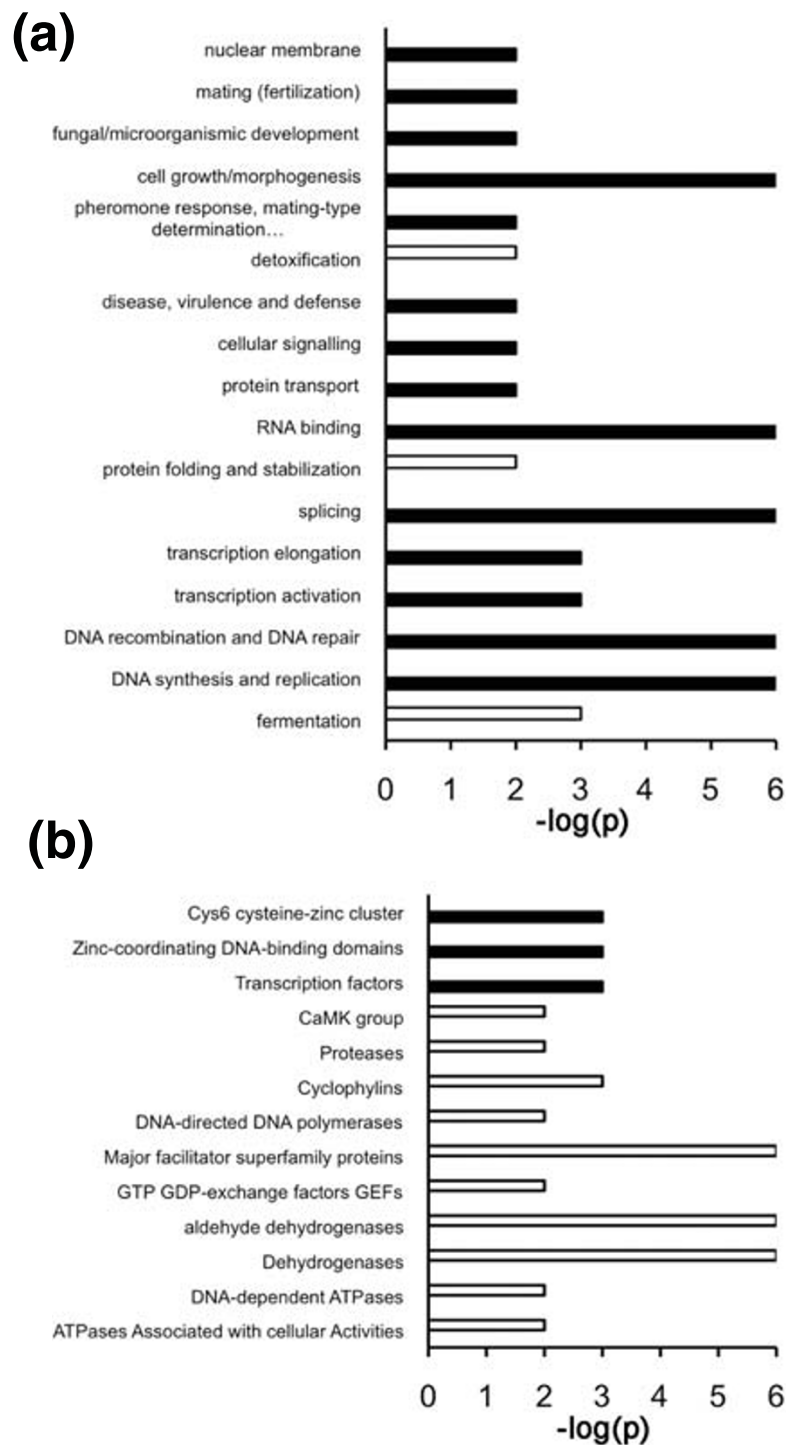 (a)
nuclear membrane
mating (fertilization)
fungal/microorganismic development
cell growth/morphogenesis
pheromone response, mating-type
determination…
detoxification
disease, virulence and defense
cellular signalling
protein transport
RNA binding
protein folding and stabilization
splicing
transcription elongation
transcription activation
DNA recombination and DNA repair
DNA synthesis and replication
fermentation
0 1 2 3 4 5 6
-log(p)
(b)
Cys6 cysteine-zinc cluster
Zinc-coordinating DNA-binding domains
Transcription factors
CaMK group
Proteases
Cyclophylins
DNA-directed DNA polymerases
Major facilitator superfamily proteins
GTP GDP-exchange factors GEFs
aldehyde dehydrogenases
Dehydrogenases
DNA-dependent ATPases
ATPases Associated with cellular Activities
0 1 2 3 4 5 6
-log(p)